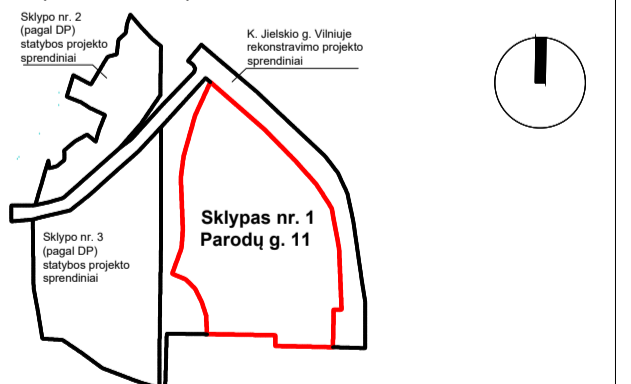 Sklypo nr. 2
(pagal DP)
statybos projekto
sprendiniai
K. Jielskio g. Vilniuje
rekonstravimo projekto
sprendiniai
Sklypas nr. 1
Parodų g. 11
Sklypo nr. 3
(pagal DP)
statybos projekto
sprendiniai